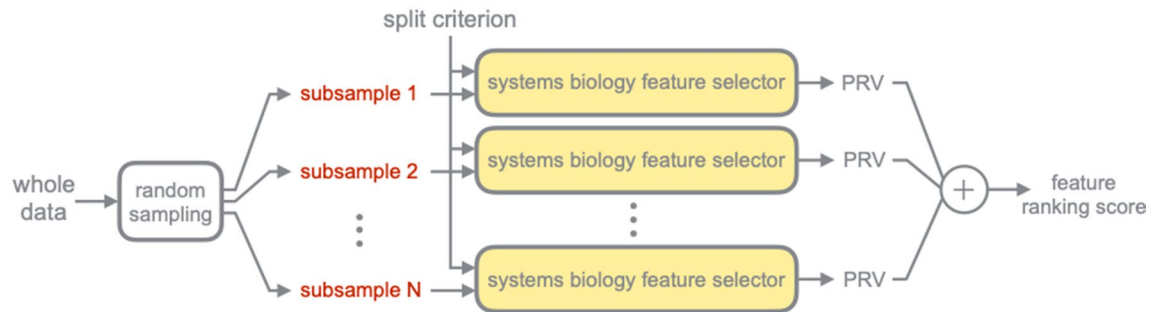 split criterion
systems biology feature selector
PRV
subsample 1
systems biology feature selector
PRV
subsample 2
whole
data
random
sampling
feature
ranking score
systems biology feature selector
PRV
subsample N